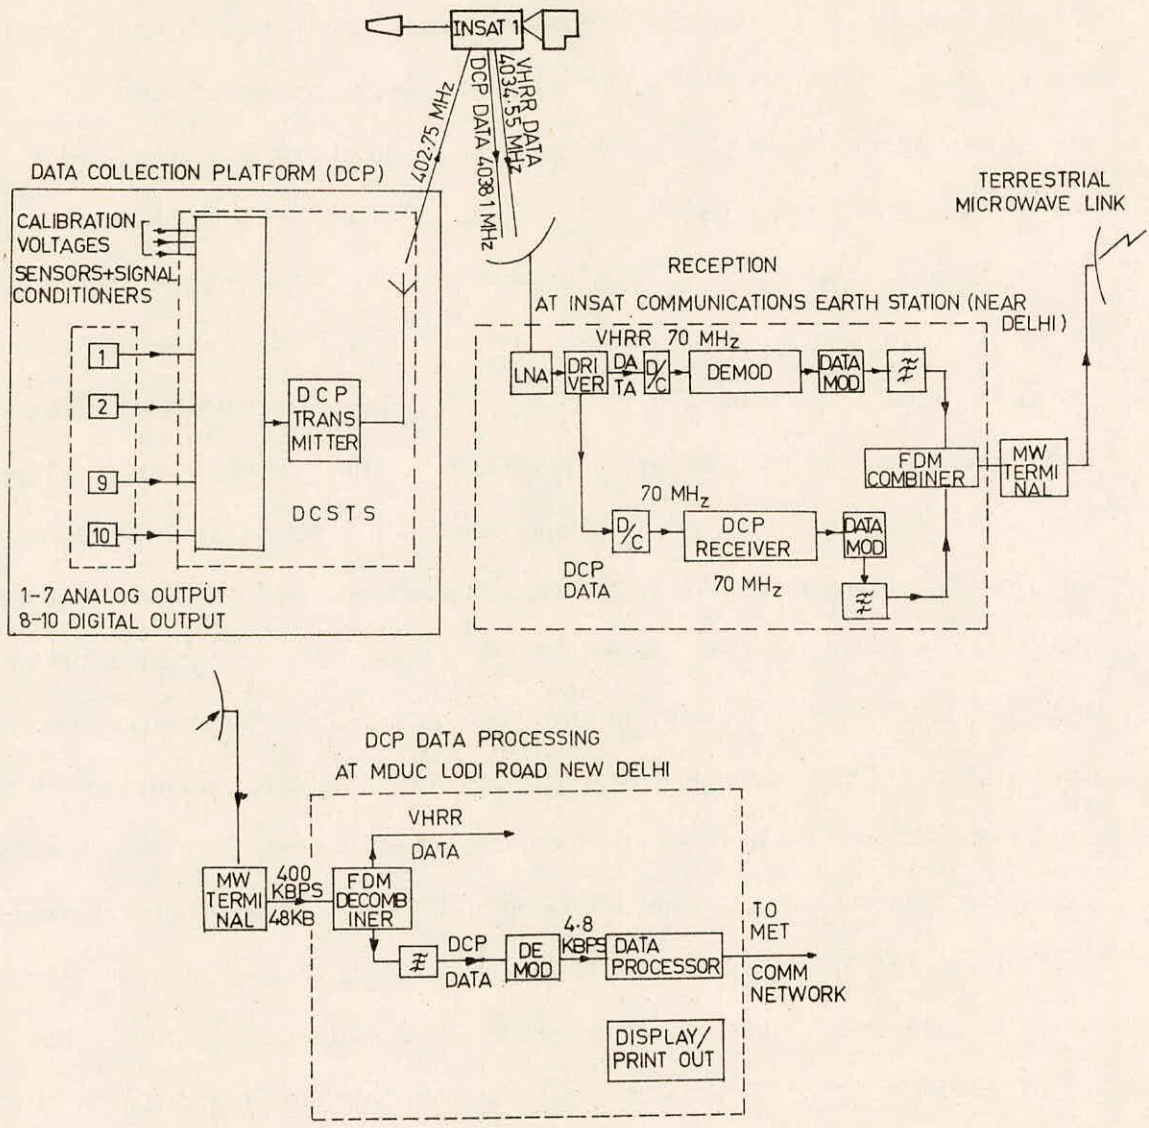 INSAT 1
402.75 MHz
DCP DATA 4038.1 MHz
VHRR DATA
4034.55 MHz
DATA COLLECTION PLATFORM (DCP)
CALIBRATION
VOLTAGES
SENSORS+SIGNAL
CONDITIONERS
1
2
9
10
DCP
TRANS
MITTER
DCSTS
1-7 ANALOG OUTPUT
8-10 DIGITAL OUTPUT
TERRESTRIAL
MICROWAVE LINK
RECEPTION
AT INSAT COMMUNICATIONS EARTH STATION (NEAR
DELHI)
VHRR 70 MHz
LNA
DRI
VER
DA
TA
D/C
DEMOD
DATA
MOD
FDM
COMBINER
MW
TERMI
NAL
70 MHz
D/C
DCP
RECEIVER
DATA
MOD
DCP
DATA
70 MHz
DCP DATA PROCESSING
AT MDUC LODI ROAD NEW DELHI
VHRR
DATA
MW
TERMI
NAL
400
KBPS
48KB
FDM
DECOMB
INER
DCP
DATA
DE
MOD
4.8
KBPS
DATA
PROCESSOR
TO
MET
COMM
NETWORK
DISPLAY/
PRINT OUT